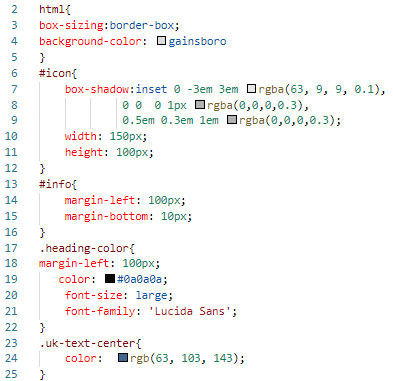 2 html{
3 box-sizing:border-box;
4 background-color: gainsboro
5 }
6 #icon{
7 box-shadow:inset 0 -3em 3em rgba(63, 9, 9, 0.1),
8 0 0 0 1px rgba(0,0,0,0.3),
9 0.5em 0.3em 1em rgba(0,0,0,0.3);
10 width: 150px;
11 height: 100px;
12 }
13 #info{
14 margin-left: 100px;
15 margin-bottom: 10px;
16 }
17 .heading-color{
18 margin-left: 100px;
19 color: #0a0a0a;
20 font-size: large;
21 font-family: 'Lucida Sans';
22 }
23 .uk-text-center{
24 color: rgb(63, 103, 143);
25 }